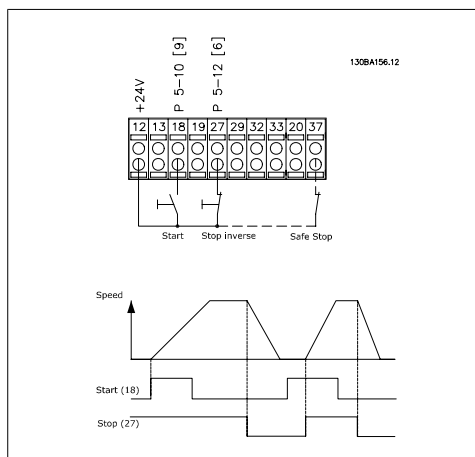 130BA156.12
+24V
P 5-10 [9]
P 5-12 [6]
12 13 18 19 27 29 32 33 20 37
Start Stop inverse Safe Stop
Speed
Start (18)
Stop (27)